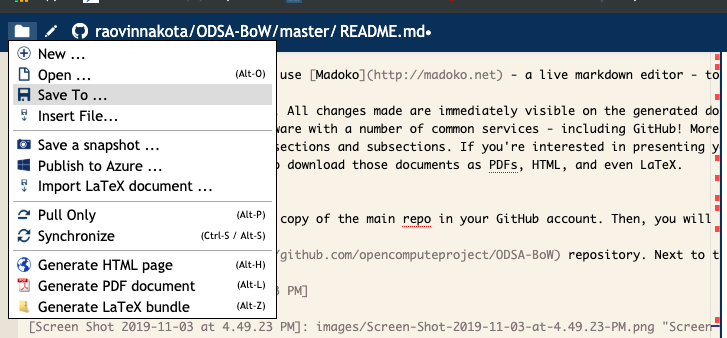 raovinnakota/ODSA-BoW/master/ README.md•
New ...
Open ... (Alt-O)
use [Madoko](http://madoko.net) - a live markdown editor - to
Save To ...
Insert File...
All changes made are immediately visible on the generated do
ware with a number of common services - including GitHub! More
Save a snapshot ...
sections and subsections. If you're interested in presenting y
Publish to Azure ...
download those documents as PDFs, HTML, and even LaTeX.
Import LaTeX document ...
Pull Only (Alt-P)
copy of the main repo in your GitHub account. Then, you will
Synchronize (Ctrl-S / Alt-S)
/github.com/opencomputeproject/ODSA-BoW) repository. Next to t
Generate HTML page (Alt-H)
Generate PDF document (Alt-L)
PM]
Generate LaTeX bundle (Alt-Z)
[Screen Shot 2019-11-03 at 4.49.23 PM]: images/Screen-Shot-2019-11-03-at-4.49.23-PM.png "Screen